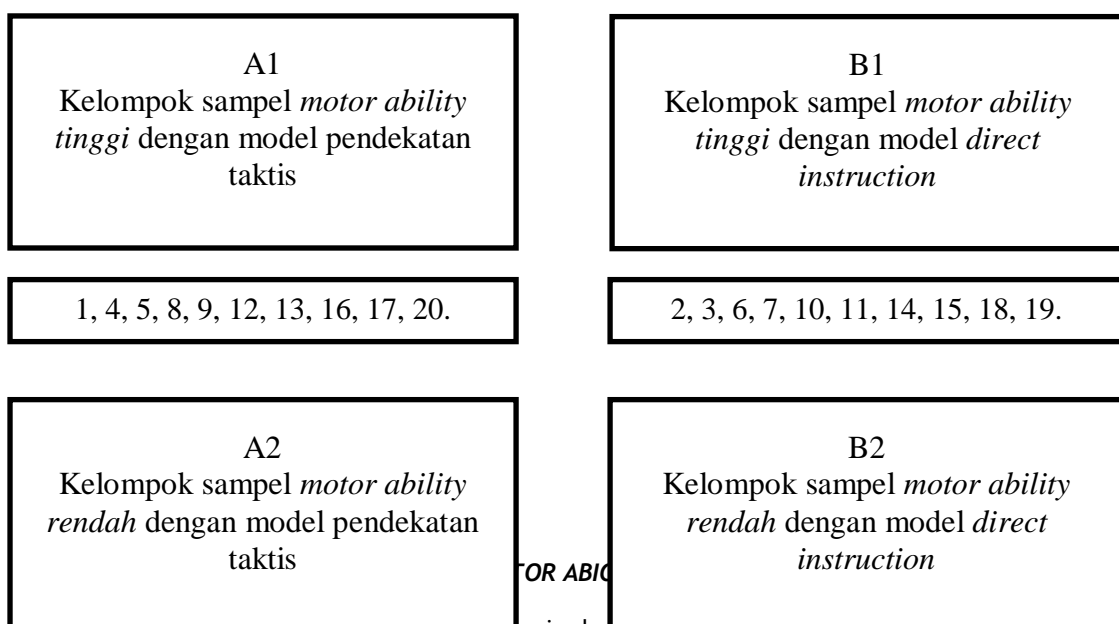 A1
Kelompok sampel motor ability
tinggi dengan model pendekatan
taktis
B1
Kelompok sampel motor ability
tinggi dengan model direct
instruction
1, 4, 5, 8, 9, 12, 13, 16, 17, 20.
2, 3, 6, 7, 10, 11, 14, 15, 18, 19.
A2
Kelompok sampel motor ability
rendah dengan model pendekatan
taktis
B2
Kelompok sampel motor ability
rendah dengan model direct
instruction